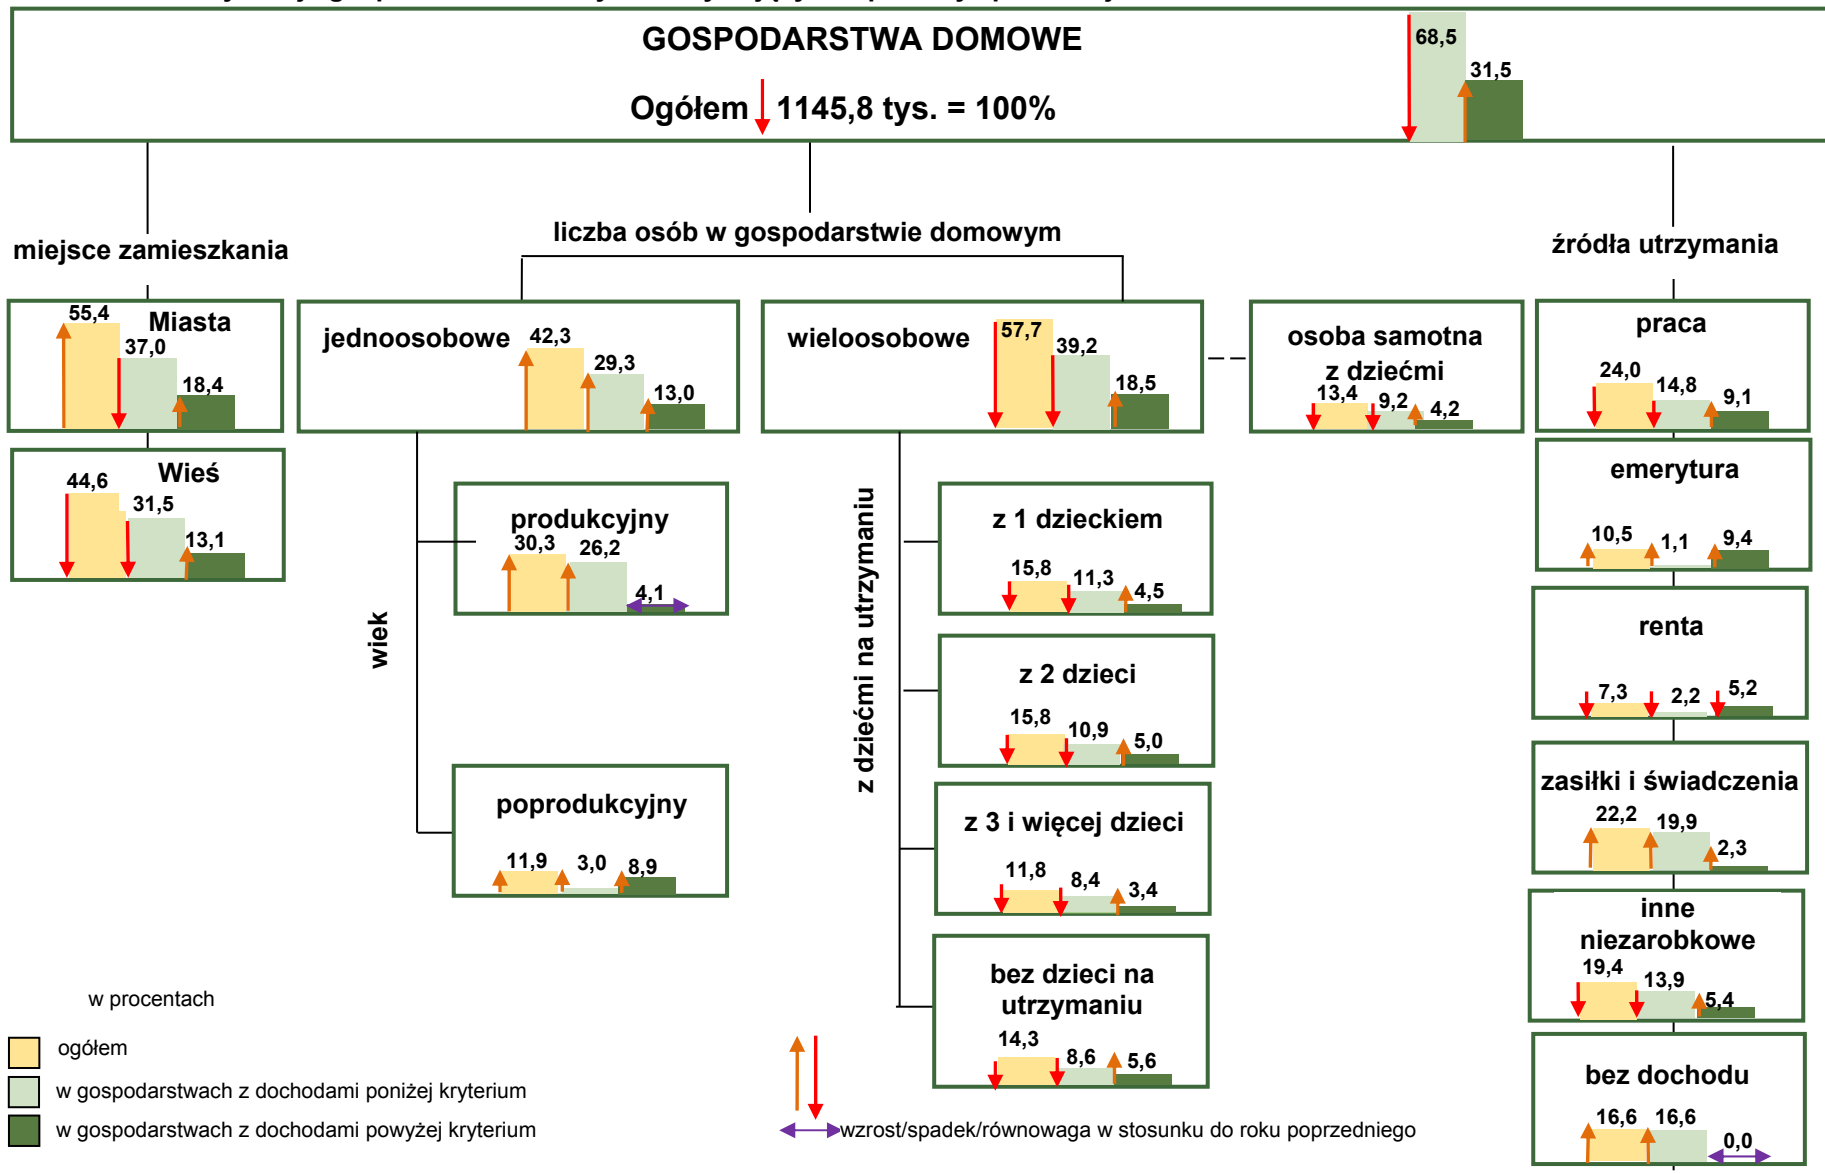 GOSPODARSTWA DOMOWE
Ogółem 1145,8 tys. = 100%
68,5
31,5
miejsce zamieszkania
liczba osób w gospodarstwie domowym
źródła utrzymania
Miasta
55,4
37,0
18,4
Wieś
44,6
31,5
13,1
jednoosobowe
42,3
29,3
13,0
wiek
produkcyjny
30,3
26,2
4,1
poprodukcyjny
11,9
3,0
8,9
wieloosobowe
57,7
39,2
18,5
osoba samotna
z dziećmi
13,4
9,2
4,2
z dziećmi na utrzymaniu
z 1 dzieckiem
15,8
11,3
4,5
z 2 dzieci
15,8
10,9
5,0
z 3 i więcej dzieci
11,8
8,4
3,4
bez dzieci na
utrzymaniu
14,3
8,6
5,6
praca
24,0
14,8
9,1
emerytura
10,5
1,1
9,4
renta
7,3
2,2
5,2
zasiłki i świadczenia
22,2
19,9
2,3
inne
niezarobkowe
19,4
13,9
5,4
bez dochodu
16,6
16,6
0,0
w procentach
ogółem
w gospodarstwach z dochodami poniżej kryterium
w gospodarstwach z dochodami powyżej kryterium
wzrost/spadek/równowaga w stosunku do roku poprzedniego